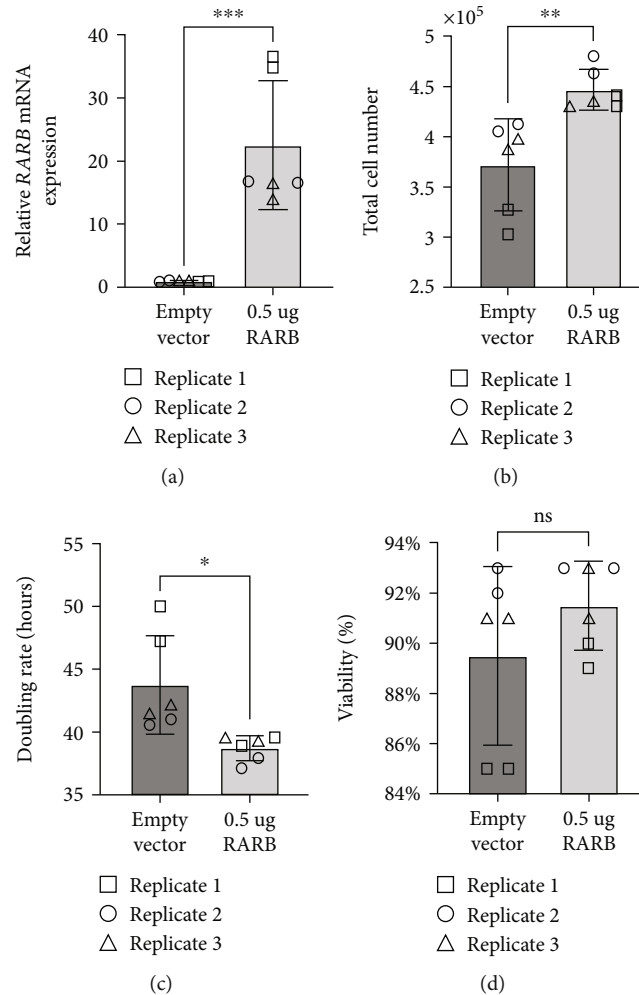 Relative RARB mRNA
expression
40
30
20
10
0
***
Empty
vector
0.5 ug
RARB
Replicate 1
Replicate 2
Replicate 3
(a)
Total cell number
×10⁵
5
4.5
4
3.5
3
2.5
**
Empty
vector
0.5 ug
RARB
Replicate 1
Replicate 2
Replicate 3
(b)
Doubling rate (hours)
55
50
45
40
35
*
Empty
vector
0.5 ug
RARB
Replicate 1
Replicate 2
Replicate 3
(c)
Viability (%)
94%
92%
90%
88%
86%
84%
ns
Empty
vector
0.5 ug
RARB
Replicate 1
Replicate 2
Replicate 3
(d)